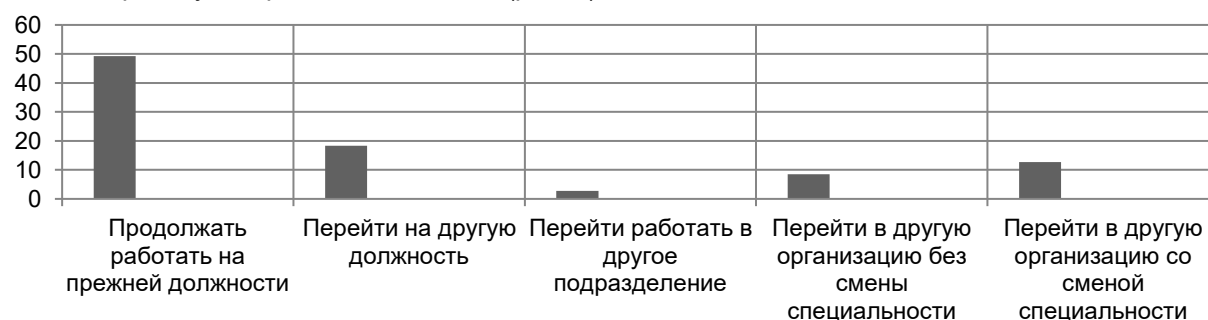 60
50
40
30
20
10
0
Продолжать
работать на
прежней должности
Перейти на другую
должность
Перейти работать в
другое
подразделение
Перейти в другую
организацию без
смены
специальности
Перейти в другую
организацию со
сменой
специальности